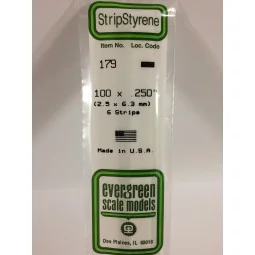 StripStyrene
Item No. Loc. Code
179
.100 x .250"
(2.5 x 6.3 mm)
6 Strips
Made in U.S.A.
evergreen
scale models
Des Plaines, IL 60018